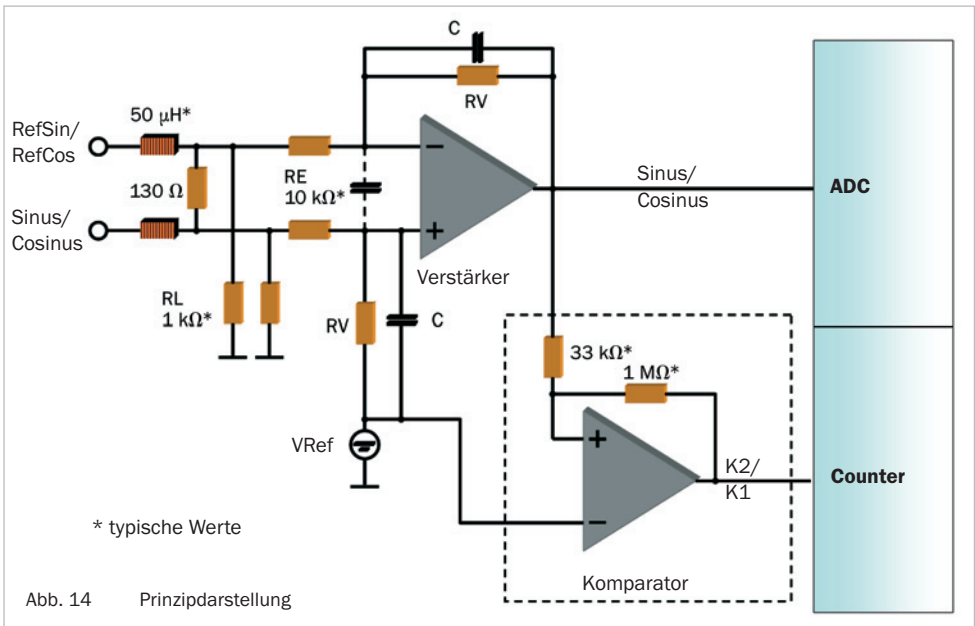 C
RV
50 µH*
RefSin/
RefCos
130 Ω
RE
10 kΩ*
Sinus/
Cosinus
−
+
Verstärker
Sinus/
Cosinus
ADC
RL
1 kΩ*
RV
C
33 kΩ*
1 MΩ*
VRef
+
−
K2/
K1
Counter
Komparator
* typische Werte
Abb. 14 Prinzipdarstellung